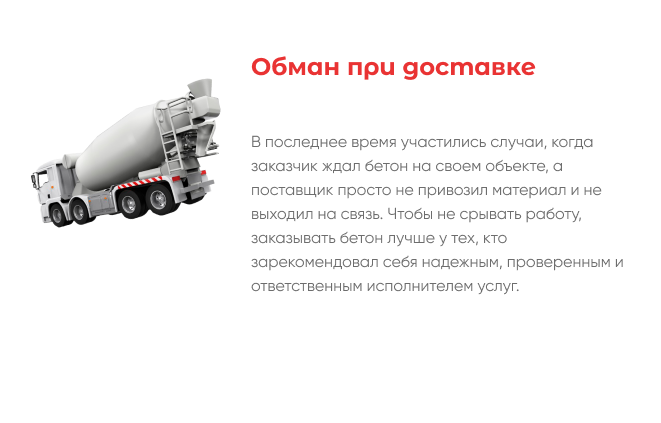 Обман при доставке
В последнее время участились случаи, когда
заказчик ждал бетон на своем объекте, а
поставщик просто не привозил материал и не
выходил на связь. Чтобы не срывать работу,
заказывать бетон лучше у тех, кто
зарекомендовал себя надежным, проверенным и
ответственным исполнителем услуг.